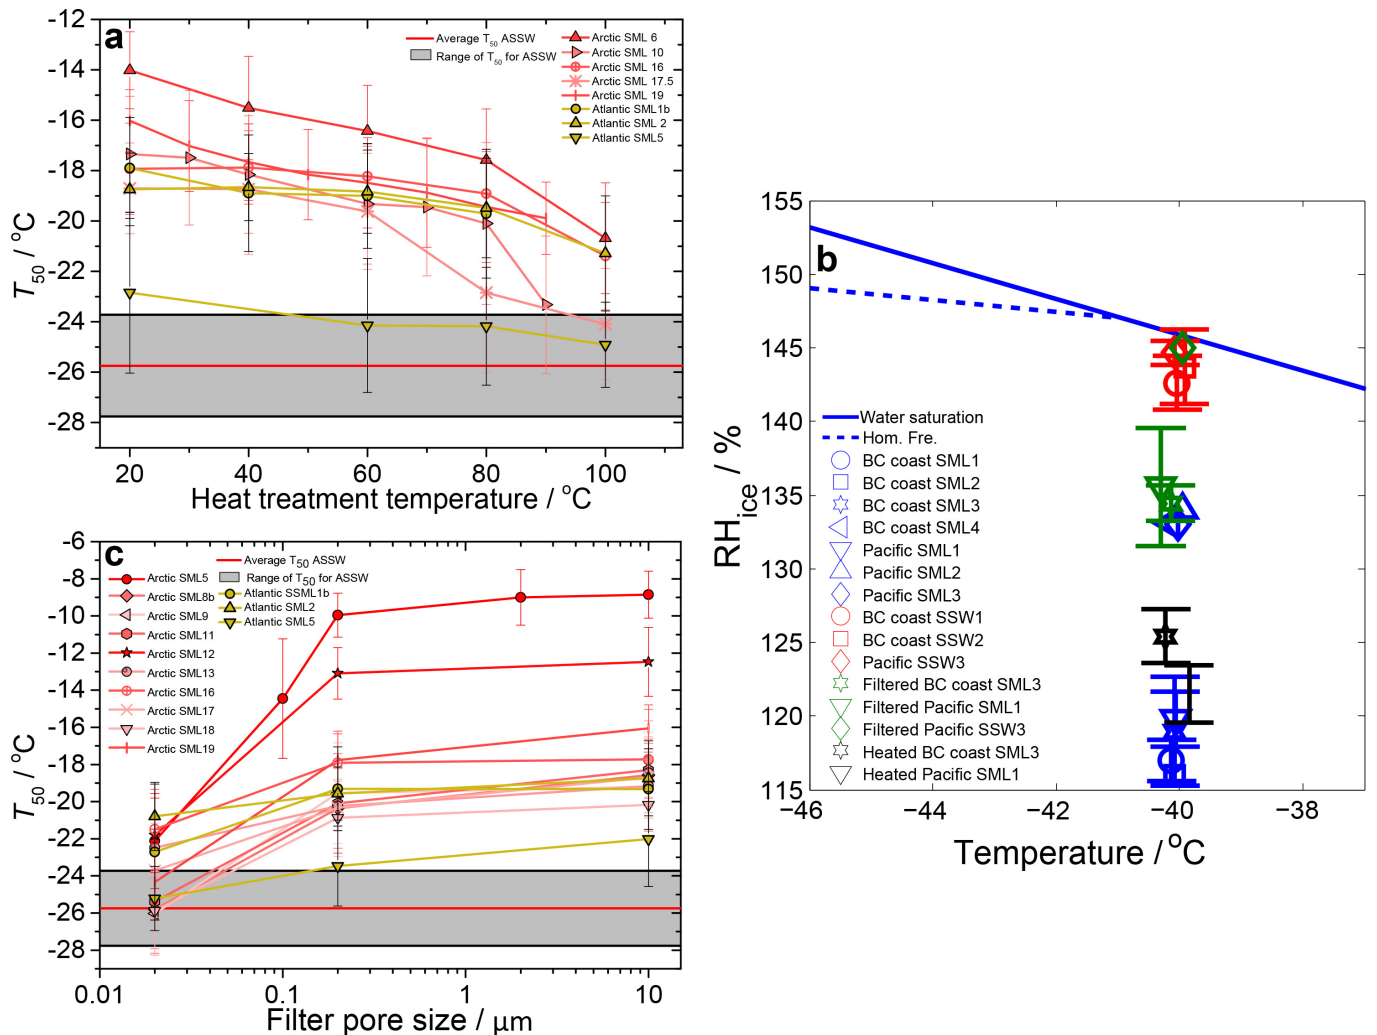 a
-12
-14
-16
-18
-20
-22
-24
-26
-28
T50 / oC
20
40
60
80
100
Heat treatment temperature / oC
Average T50 ASSW
Range of T50 for ASSW
Arctic SML 6
Arctic SML 10
Arctic SML 16
Arctic SML 17.5
Arctic SML 19
Atlantic SML1b
Atlantic SML 2
Atlantic SML5
b
155
150
145
140
135
130
125
120
115
RHice / %
−46
−44
−42
−40
−38
Temperature / oC
Water saturation
Hom. Fre.
BC coast SML1
BC coast SML2
BC coast SML3
BC coast SML4
Pacific SML1
Pacific SML2
Pacific SML3
BC coast SSW1
BC coast SSW2
Pacific SSW3
Filtered BC coast SML3
Filtered Pacific SML1
Filtered Pacific SSW3
Heated BC coast SML3
Heated Pacific SML1
c
-6
-8
-10
-12
-14
-16
-18
-20
-22
-24
-26
-28
T50 / oC
0.01
0.1
1
10
Filter pore size / μm
Average T50 ASSW
Range of T50 for ASSW
Arctic SML5
Arctic SML8b
Arctic SML9
Arctic SML11
Arctic SML12
Arctic SML13
Arctic SML16
Arctic SML17
Arctic SML18
Arctic SML19
Atlantic SSML1b
Atlantic SML2
Atlantic SML5